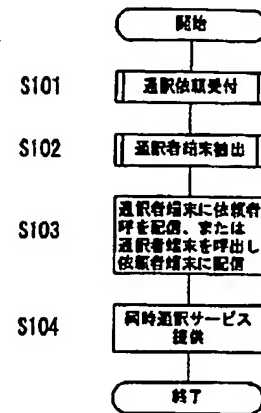 開始
S101
通訳依頼受付
S102
通訳者端末抽出
S103
通訳者端末に依頼者
呼を配信、または
通訳者端末を呼出し
依頼者端末に配信
S104
同時通訳サービス
提供
終了